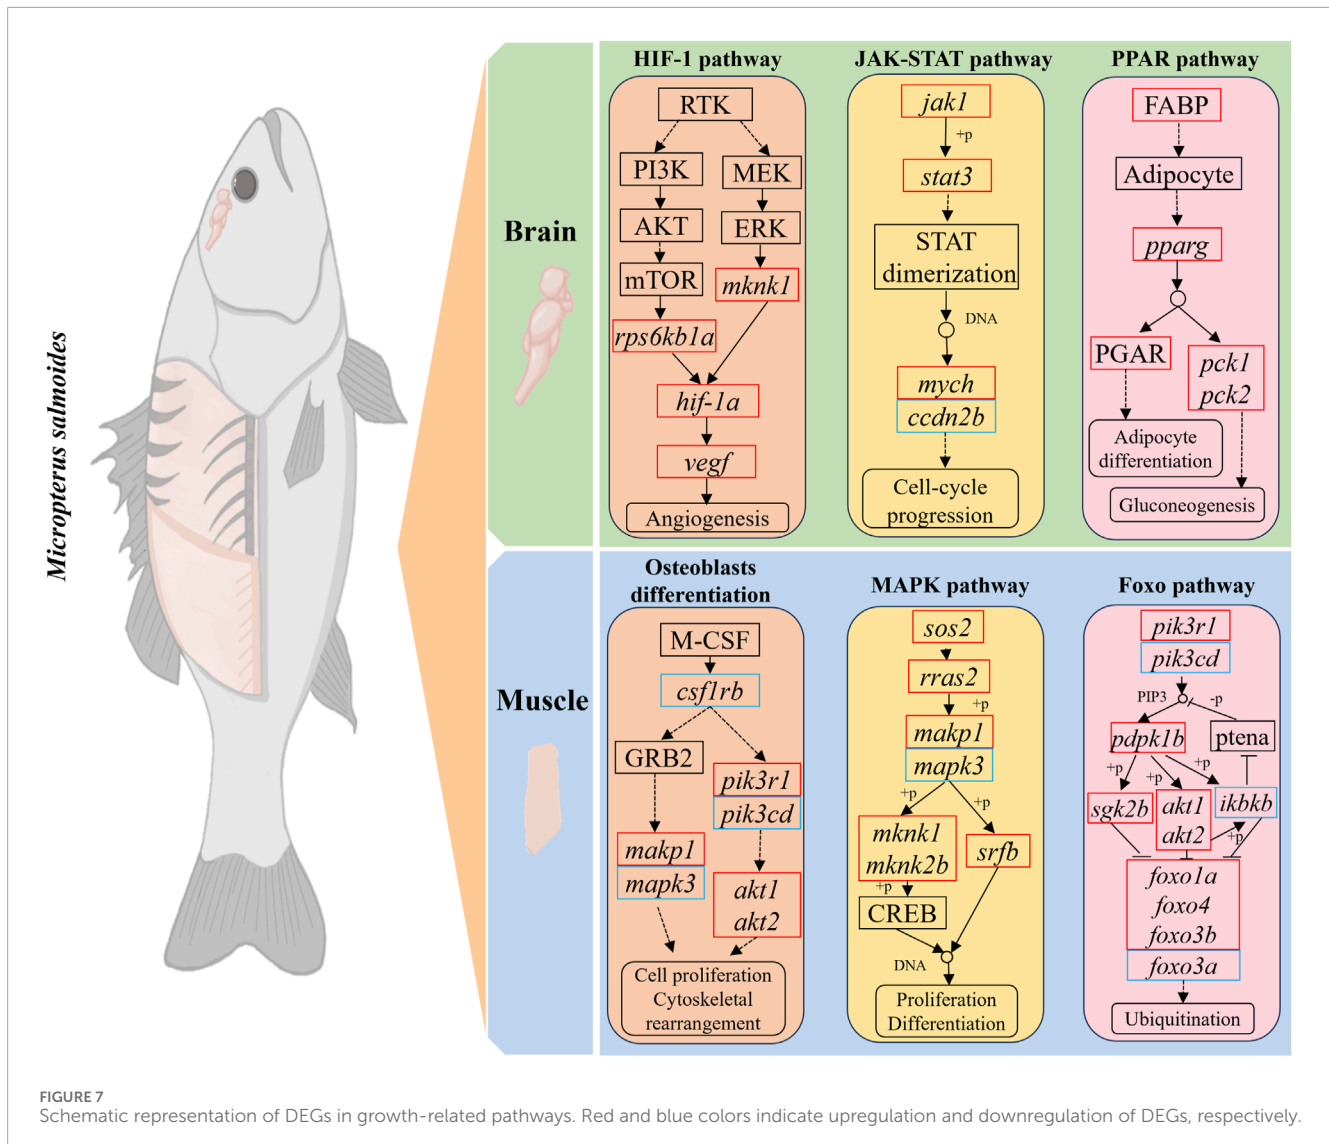 Micropterus salmoides
Brain
HIF-1 pathway
RTK
PI3K
MEK
AKT
ERK
mTOR
mknk1
rps6kb1a
hif-1a
vegf
Angiogenesis
JAK-STAT pathway
jak1
+p
stat3
STAT
dimerization
DNA
mych
ccdn2b
Cell-cycle
progression
PPAR pathway
FABP
Adipocyte
pparg
PGAR
pck1
pck2
Adipocyte
differentiation
Gluconeogenesis
Muscle
Osteoblasts
differentiation
M-CSF
csf1rb
GRB2
pik3r1
pik3cd
makp1
mapk3
akt1
akt2
Cell proliferation
Cytoskeletal
rearrangement
MAPK pathway
sos2
rras2
+p
makp1
mapk3
+p
+p
mknk1
mknk2b
srfb
+p
CREB
DNA
Proliferation
Differentiation
Foxo pathway
pik3r1
pik3cd
PIP3
-p
pdpk1b
ptena
+p
+p
+p
sgk2b
akt1
akt2
ikbkb
+p
foxo1a
foxo4
foxo3b
foxo3a
Ubiquitination
FIGURE 7
Schematic representation of DEGs in growth-related pathways. Red and blue colors indicate upregulation and downregulation of DEGs, respectively.